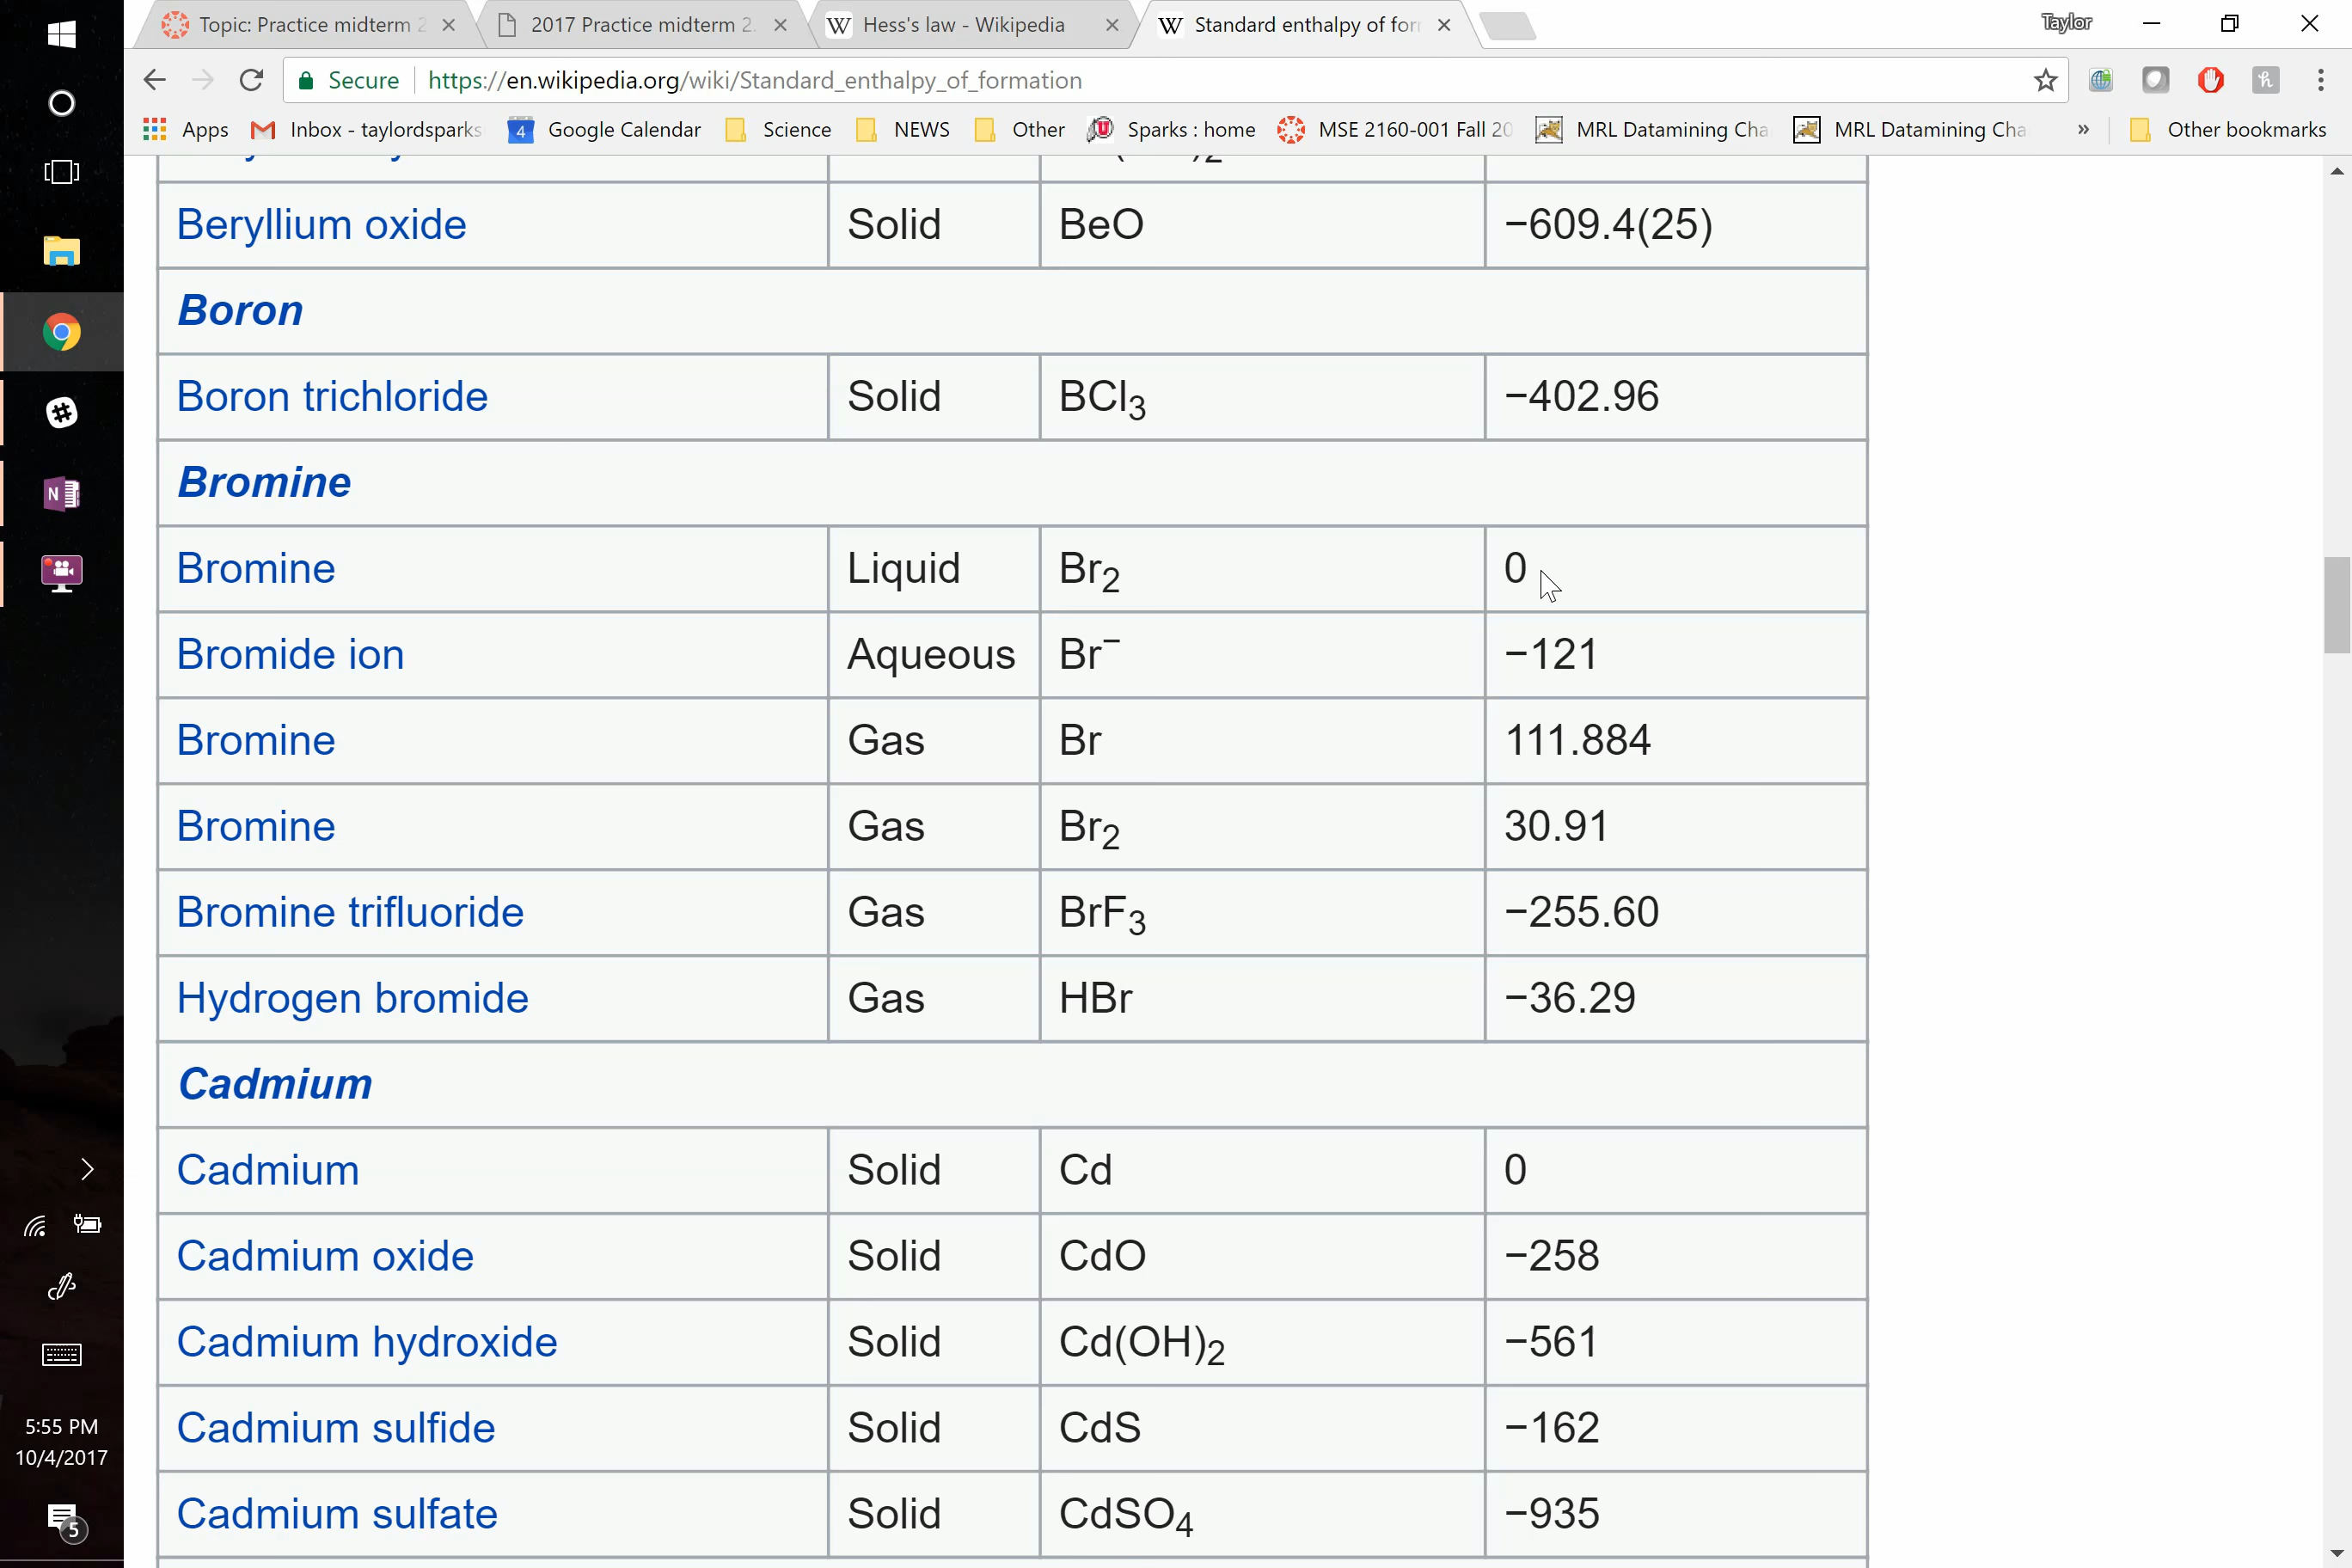 Topic: Practice midterm 2
2017 Practice midterm 2
Hess's law - Wikipedia
Standard enthalpy of for
Taylor
Secure
https://en.wikipedia.org/wiki/Standard_enthalpy_of_formation
Apps
Inbox - taylordsparks
4
Google Calendar
Science
NEWS
Other
Sparks : home
MSE 2160-001 Fall 20
MRL Datamining Cha
MRL Datamining Cha
»
Other bookmarks
Beryllium oxide Solid BeO −609.4(25)
Boron
Boron trichloride Solid BCl₃ −402.96
Bromine
Bromine Liquid Br₂ 0
Bromide ion Aqueous Br⁻ −121
Bromine Gas Br 111.884
Bromine Gas Br₂ 30.91
Bromine trifluoride Gas BrF₃ −255.60
Hydrogen bromide Gas HBr −36.29
Cadmium
Cadmium Solid Cd 0
Cadmium oxide Solid CdO −258
Cadmium hydroxide Solid Cd(OH)₂ −561
Cadmium sulfide Solid CdS −162
Cadmium sulfate Solid CdSO₄ −935
5:55 PM
10/4/2017
5